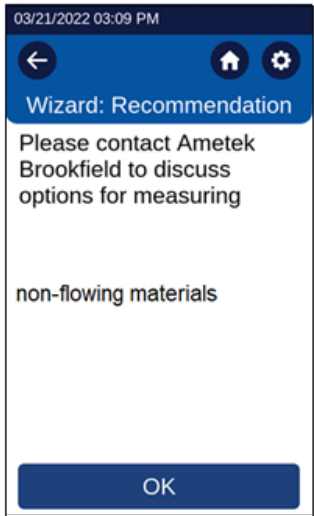 03/21/2022 03:09 PM
Wizard: Recommendation
Please contact Ametek
Brookfield to discuss
options for measuring
non-flowing materials
OK